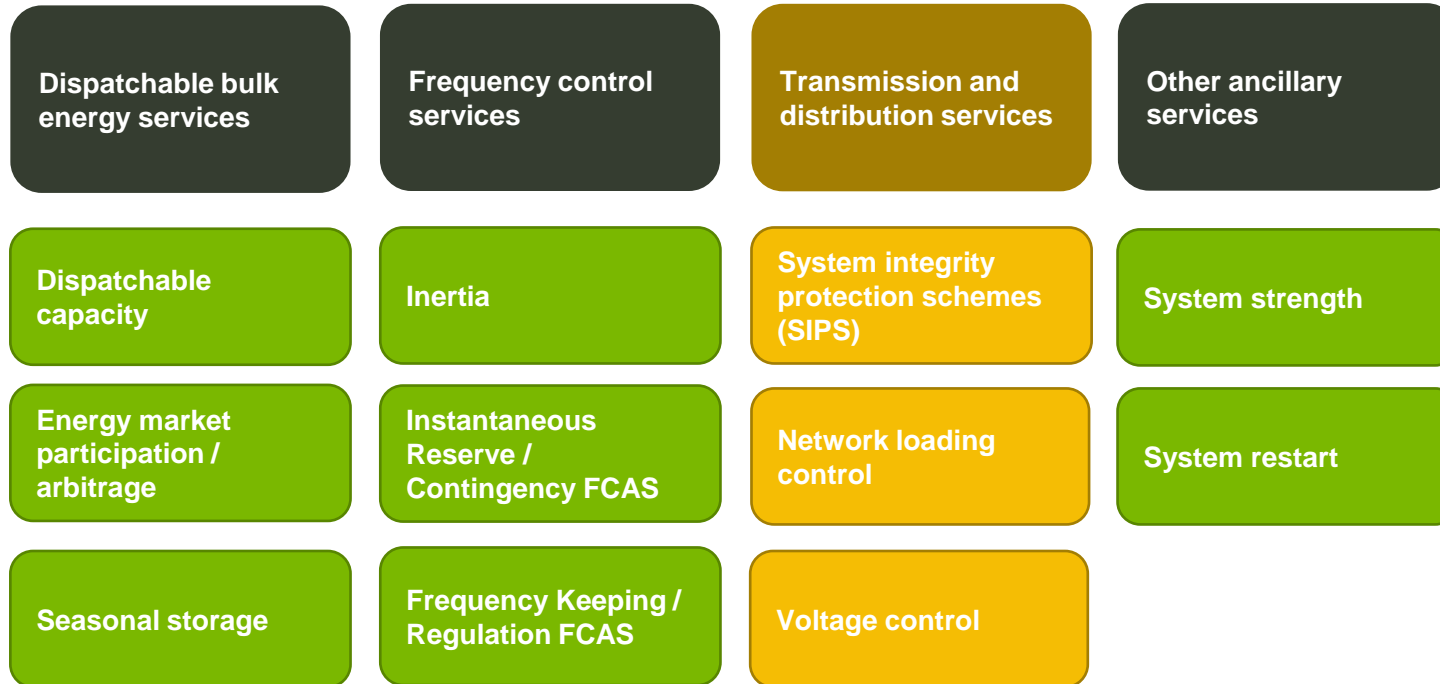 Dispatchable bulk
energy services
Frequency control
services
Transmission and
distribution services
Other ancillary
services
Dispatchable
capacity
Inertia
System integrity
protection schemes
(SIPS)
System strength
Energy market
participation /
arbitrage
Instantaneous
Reserve /
Contingency FCAS
Network loading
control
System restart
Seasonal storage
Frequency Keeping /
Regulation FCAS
Voltage control